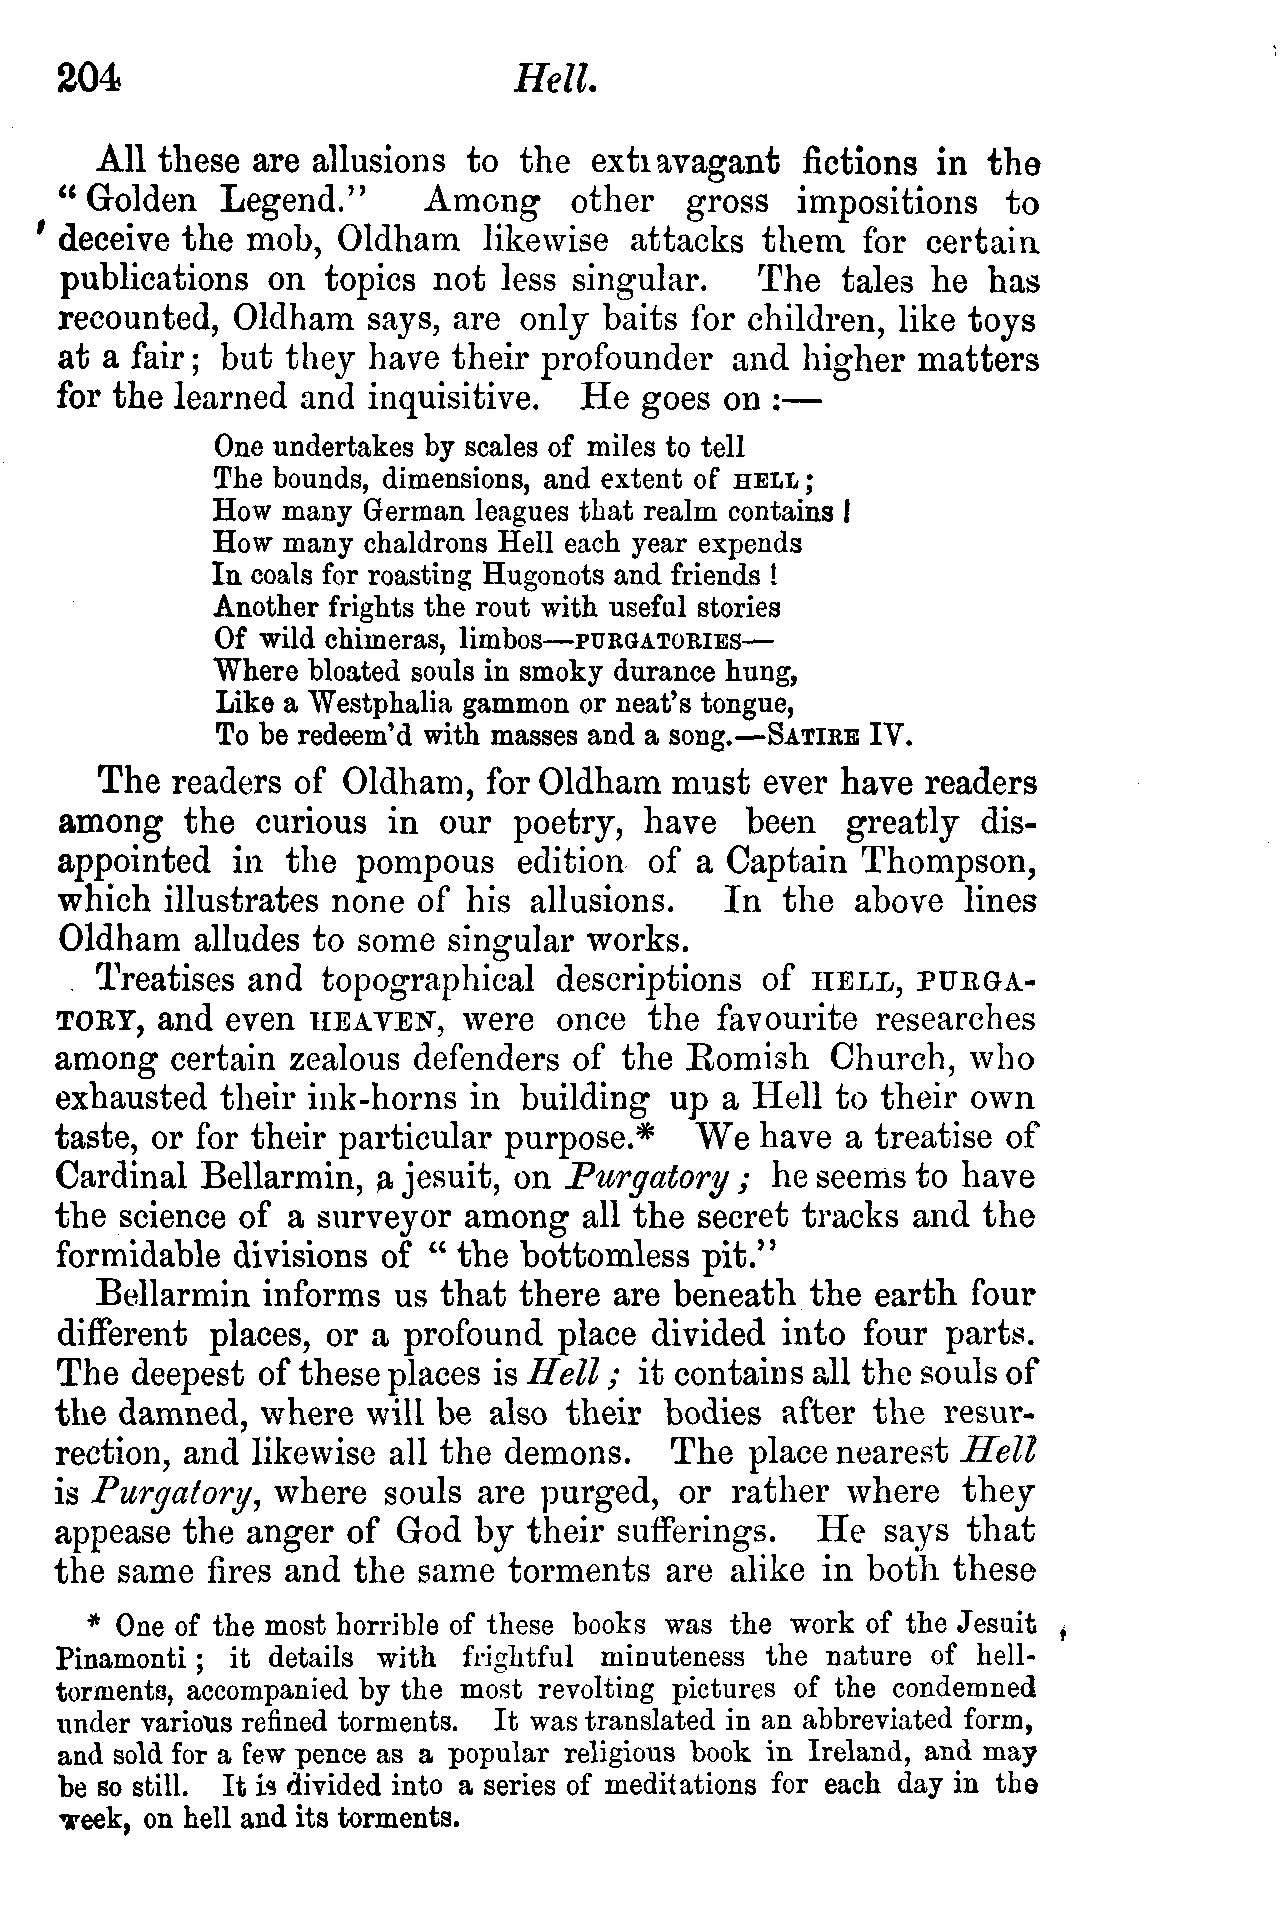 204 Hell.
All these are allusions to the extravagant fictions in the
“ Golden Legend.” Among other gross impositions to
deceive the mob, Oldham likewise attacks them for certain
publications on topics not less singular. The tales he has
recounted, Oldham says, are only baits for children, like toys
at a fair; but they have their profounder and higher matters
for the learned and inquisitive. He goes on :—
One undertakes by scales of miles to tell
The bounds, dimensions, and extent of HELL;
How many German leagues that realm contains!
How many chaldrons Hell each year expends
In coals for roasting Hugonots and friends!
Another frights the rout with useful stories
Of wild chimeras, limbos—PURGATORIES—
Where bloated souls in smoky durance hung,
Like a Westphalia gammon or neat’s tongue,
To be redeem’d with masses and a song.—SATIRE IV.
The readers of Oldham, for Oldham must ever have readers
among the curious in our poetry, have been greatly dis-
appointed in the pompous edition of a Captain Thompson,
which illustrates none of his allusions. In the above lines
Oldham alludes to some singular works.
Treatises and topographical descriptions of HELL, PURGA-
TORY, and even HEAVEN, were once the favourite researches
among certain zealous defenders of the Romish Church, who
exhausted their ink-horns in building up a Hell to their own
taste, or for their particular purpose.* We have a treatise of
Cardinal Bellarmin, a jesuit, on Purgatory; he seems to have
the science of a surveyor among all the secret tracks and the
formidable divisions of “ the bottomless pit.”
Bellarmin informs us that there are beneath the earth four
different places, or a profound place divided into four parts.
The deepest of these places is Hell; it contains all the souls of
the damned, where will be also their bodies after the resur-
rection, and likewise all the demons. The place nearest Hell
is Purgatory, where souls are purged, or rather where they
appease the anger of God by their sufferings. He says that
the same fires and the same torments are alike in both these
* One of the most horrible of these books was the work of the Jesuit
Pinamonti; it details with frightful minuteness the nature of hell-
torments, accompanied by the most revolting pictures of the condemned
under various refined torments. It was translated in an abbreviated form,
and sold for a few pence as a popular religious book in Ireland, and may
be so still. It is divided into a series of meditations for each day in the
week, on hell and its torments.